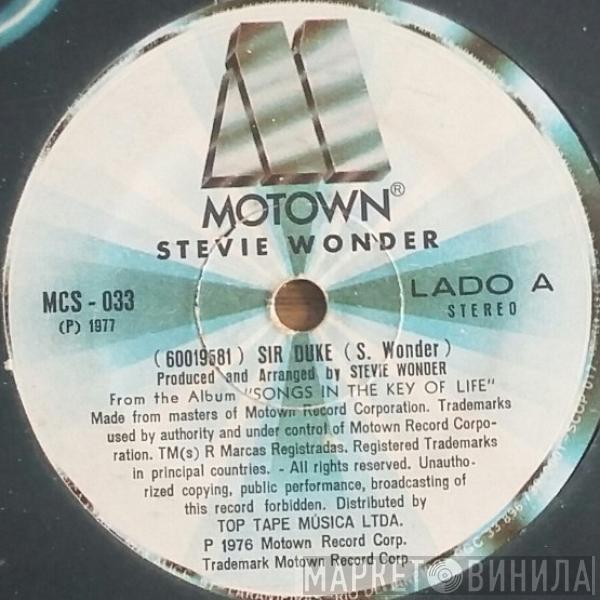 MOTOWN®
STEVIE WONDER
MCS - 033
(P) 1977
LADO A
STEREO
(60019581) SIR DUKE (S. Wonder)
Produced and Arranged by STEVIE WONDER
From the Album "SONGS IN THE KEY OF LIFE"
Made from masters of Motown Record Corporation. Trademarks
used by authority and under control of Motown Record Corpo-
ration. TM(s) R Marcas Registradas. Registered Trademarks
in principal countries. - All rights reserved. Unautho-
rized copying, public performance, broadcasting of
this record forbidden. Distributed by
TOP TAPE MÚSICA LTDA.
P 1976 Motown Record Corp.
Trademark Motown Record Corp.
МАРКЕТ ВИНИЛА